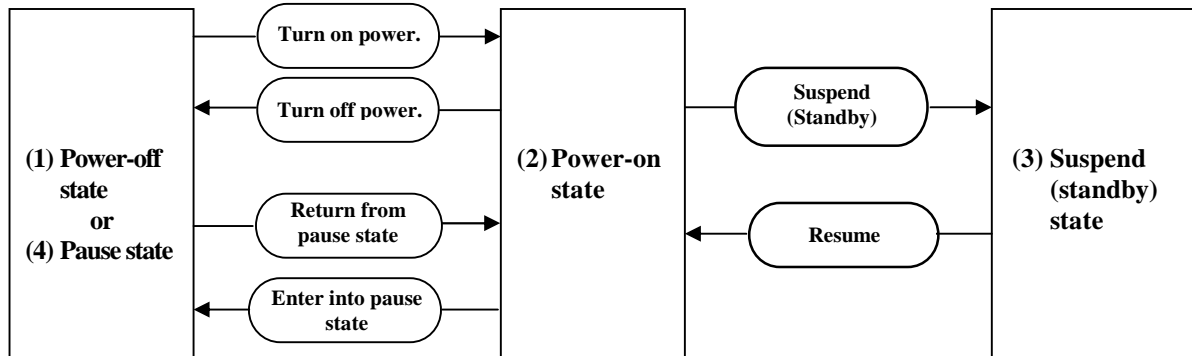 (1) Power-off
state
or
(4) Pause state
Turn on power.
Turn off power.
Return from
pause state
Enter into pause
state
(2) Power-on
state
Suspend
(Standby)
Resume
(3) Suspend
(standby)
state